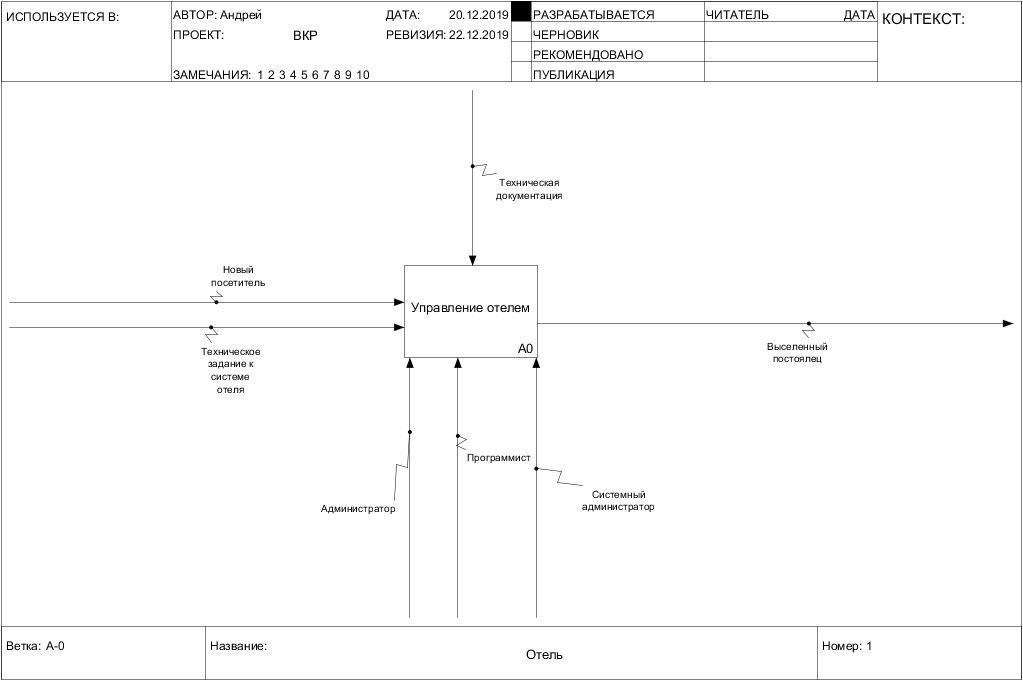 ИСПОЛЬЗУЕТСЯ В:
АВТОР: Андрей
ДАТА: 20.12.2019
ПРОЕКТ: ВКР
РЕВИЗИЯ: 22.12.2019
ЗАМЕЧАНИЯ: 1 2 3 4 5 6 7 8 9 10
РАЗРАБАТЫВАЕТСЯ
ЧЕРНОВИК
РЕКОМЕНДОВАНО
ПУБЛИКАЦИЯ
ЧИТАТЕЛЬ ДАТА
КОНТЕКСТ:
Техническая
документация
Новый
посетитель
Управление отелем
A0
Техническое
задание к
системе
отеля
Выселенный
постоялец
Программист
Администратор
Системный
администратор
Ветка: A-0
Название:
Отель
Номер: 1